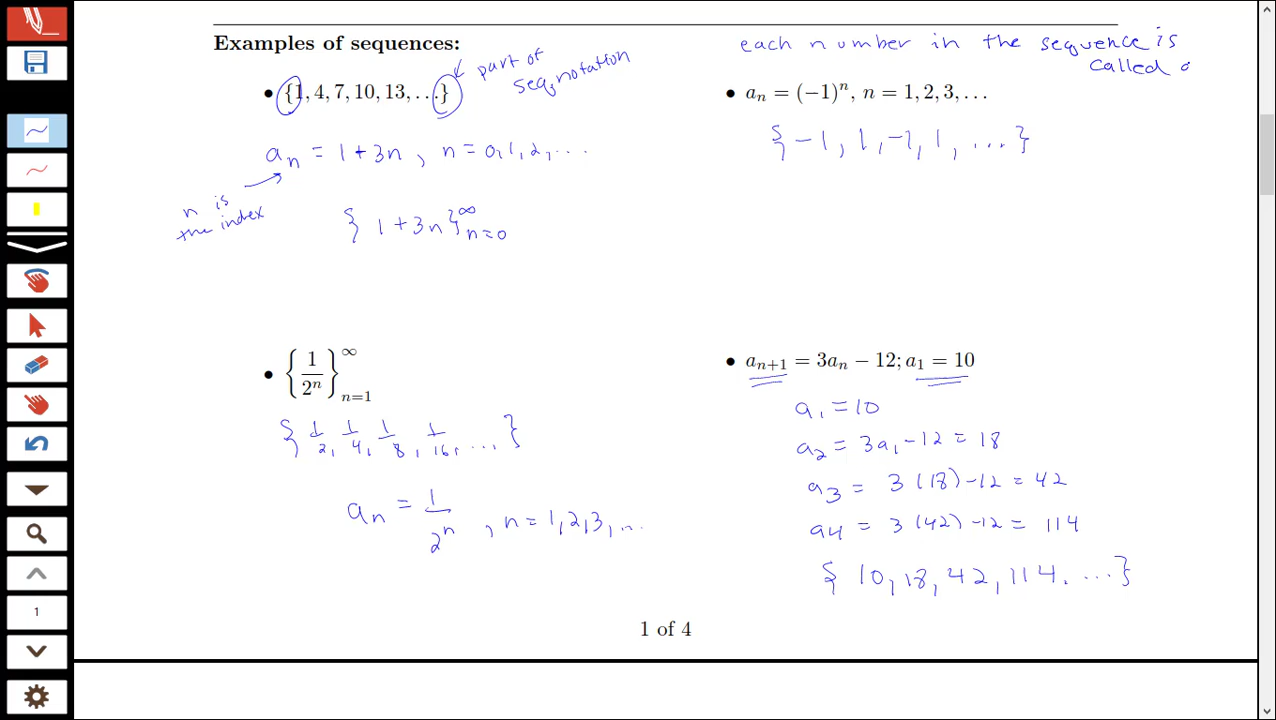 Examples of sequences:
each number in the sequence is
called a
part of
seq. notation
• {1, 4, 7, 10, 13, . . .}
a_n = 1 + 3n , n = 0, 1, 2, ...
n is
the index
{ 1 + 3n }^∞_{n=0}
• a_n = (−1)^n, n = 1, 2, 3, . . .
{ −1, 1, −1, 1, ... }
• {1/2^n}^∞_{n=1}
{ 1/2, 1/4, 1/8, 1/16, ... }
a_n = 1/2^n , n = 1, 2, 3, ...
• a_{n+1} = 3a_n − 12; a_1 = 10
a_1 = 10
a_2 = 3a_1 − 12 = 18
a_3 = 3(18) − 12 = 42
a_4 = 3(42) − 12 = 114
{ 10, 18, 42, 114, ... }
1 of 4
1